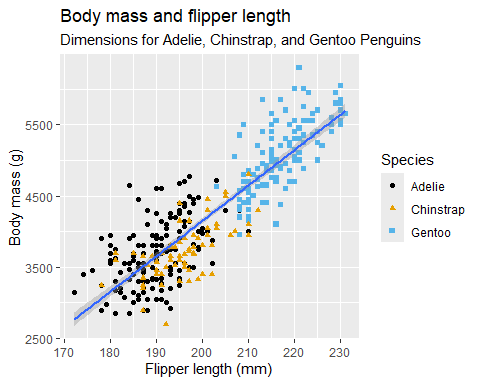 Body mass and flipper length
Dimensions for Adelie, Chinstrap, and Gentoo Penguins
Body mass (g)
5500
4500
3500
2500
170
180
190
200
210
220
230
Flipper length (mm)
Species
Adelie
Chinstrap
Gentoo